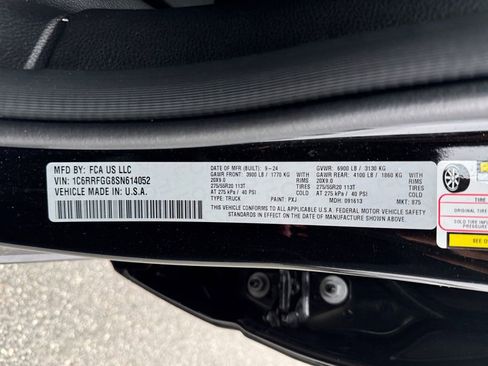 MFD BY: FCA US LLC
VIN: 1C6RRFGG8SN614052
VEHICLE MADE IN: U.S.A.
DATE OF MFR (BUILT): 9-24 GVWR: 6900 LB / 3130 KG
GAWR FRONT: 3900 LB / 1770 KG WITH GAWR REAR: 4100 LB / 1860 KG WITH
20X9.0 RIMS 20X9.0 RIMS
275/55R20 113T TIRES 275/55R20 113T TIRES
AT 275 kPa / 40 PSI COLD AT 275 kPa / 40 PSI COLD
TYPE: TRUCK PAINT: PXJ MDH: 091613 MKT: 875
THIS VEHICLE CONFORMS TO ALL APPLICABLE U.S.A. FEDERAL MOTOR VEHICLE SAFETY
STANDARDS IN EFFECT ON THE DATE OF MANUFACTURE SHOWN ABOVE.
TIRE
ORIGINAL TIRE
COLD TIRE
SEE OWNER